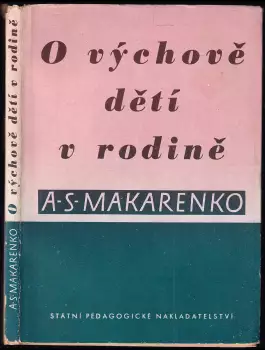 A·S·MAKARENKO O výchově dětí v rodině
O výchově
dětí
v rodině
A-S-MAKARENKO
STÁTNÍ PEDAGOGICKÉ NAKLADATELSTVÍ